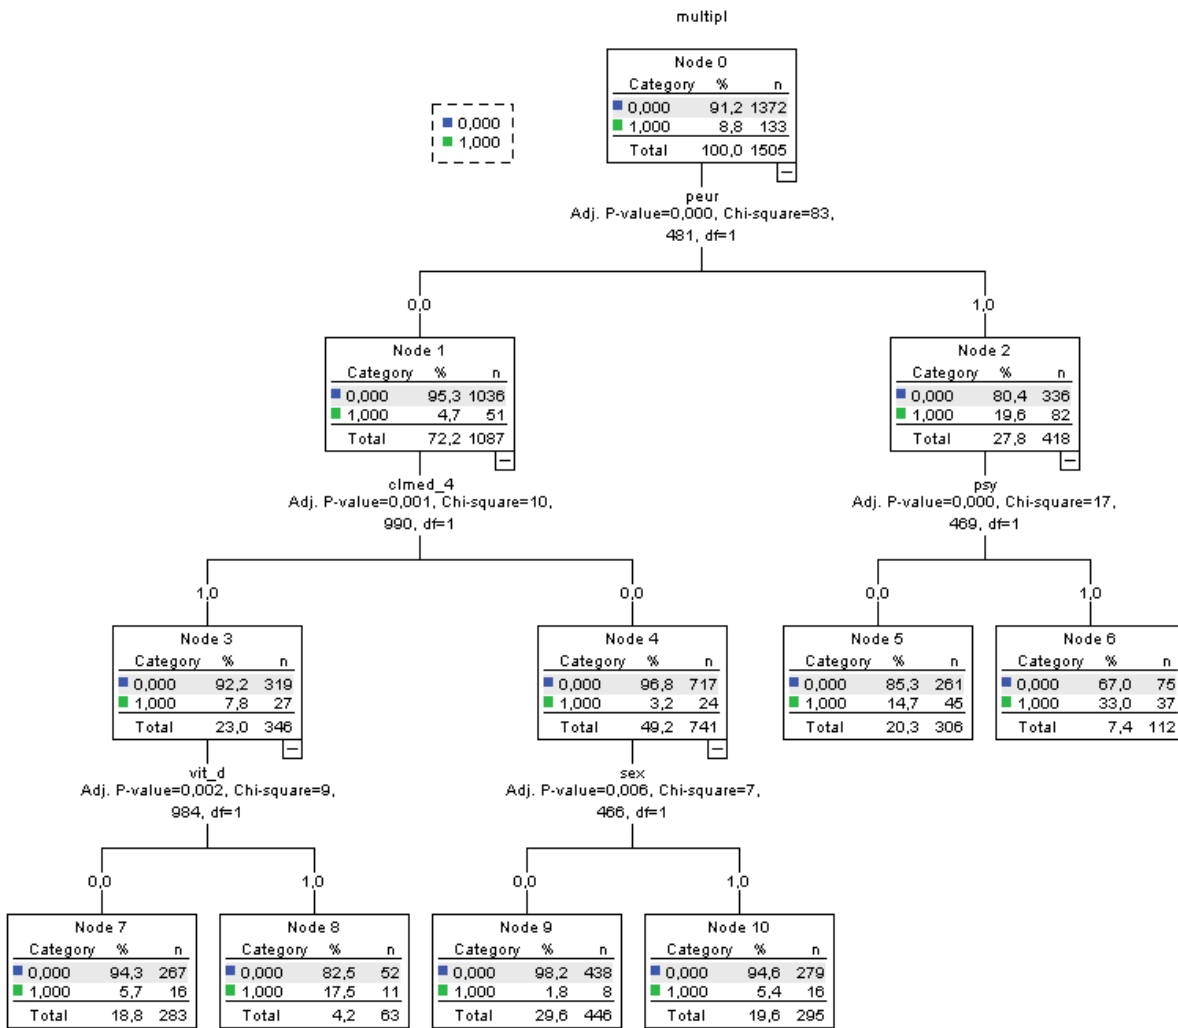 multipl
Node 0
Category % n
0,000 91,2 1372
1,000 8,8 133
Total 100,0 1505
0,000
1,000
peur
Adj. P-value=0,000, Chi-square=83,
481, df=1
0,0
1,0
Node 1
Category % n
0,000 95,3 1036
1,000 4,7 51
Total 72,2 1087
Node 2
Category % n
0,000 80,4 336
1,000 19,6 82
Total 27,8 418
clmed_4
Adj. P-value=0,001, Chi-square=10,
990, df=1
psy
Adj. P-value=0,000, Chi-square=17,
469, df=1
1,0
0,0
0,0
1,0
Node 3
Category % n
0,000 92,2 319
1,000 7,8 27
Total 23,0 346
Node 4
Category % n
0,000 96,8 717
1,000 3,2 24
Total 49,2 741
Node 5
Category % n
0,000 85,3 261
1,000 14,7 45
Total 20,3 306
Node 6
Category % n
0,000 67,0 75
1,000 33,0 37
Total 7,4 112
vit_d
Adj. P-value=0,002, Chi-square=9,
984, df=1
sex
Adj. P-value=0,006, Chi-square=7,
466, df=1
0,0
1,0
0,0
1,0
Node 7
Category % n
0,000 94,3 267
1,000 5,7 16
Total 18,8 283
Node 8
Category % n
0,000 82,5 52
1,000 17,5 11
Total 4,2 63
Node 9
Category % n
0,000 98,2 438
1,000 1,8 8
Total 29,6 446
Node 10
Category % n
0,000 94,6 279
1,000 5,4 16
Total 19,6 295